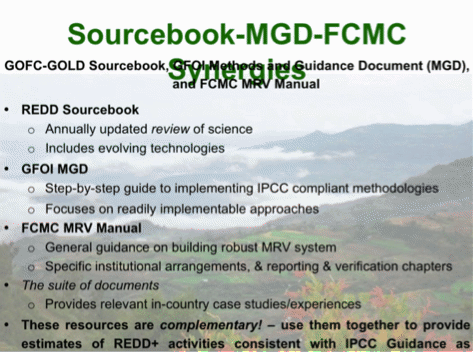 Sourcebook-MGD-FCMC
Synergies
GOFC-GOLD Sourcebook, GFOI Methods and Guidance Document (MGD),
and FCMC MRV Manual
• REDD Sourcebook
o Annually updated review of science
o Includes evolving technologies
• GFOI MGD
o Step-by-step guide to implementing IPCC compliant methodologies
o Focuses on readily implementable approaches
• FCMC MRV Manual
o General guidance on building robust MRV system
o Specific institutional arrangements, & reporting & verification chapters
• The suite of documents
o Provides relevant in-country case studies/experiences
• These resources are complementary! – use them together to provide
estimates of REDD+ activities consistent with IPCC Guidance as